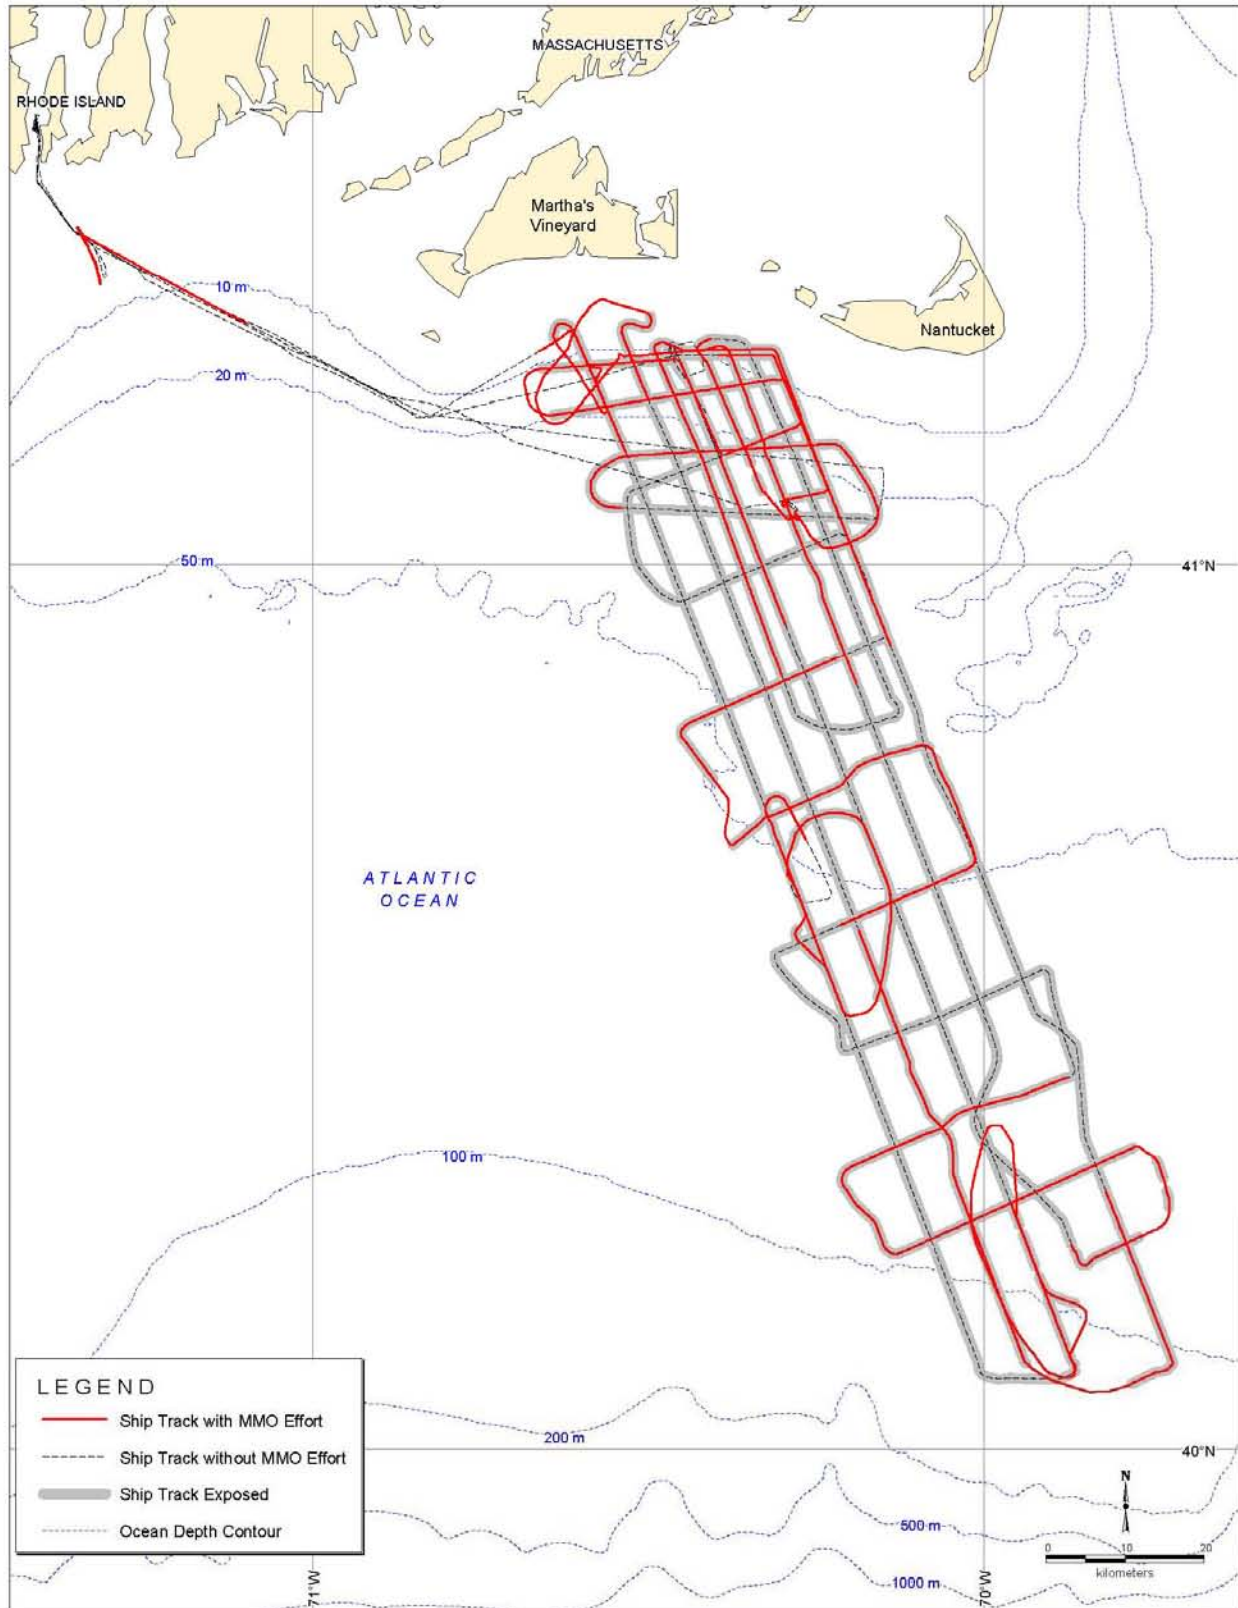 MASSACHUSETTS
RHODE ISLAND
Martha's
Vineyard
Nantucket
10 m
20 m
50 m
41°N
ATLANTIC
OCEAN
100 m
LEGEND
Ship Track with MMO Effort
Ship Track without MMO Effort
Ship Track Exposed
Ocean Depth Contour
200 m
40°N
N
500 m
0 10 20
kilometers
1000 m
71°W
70°W